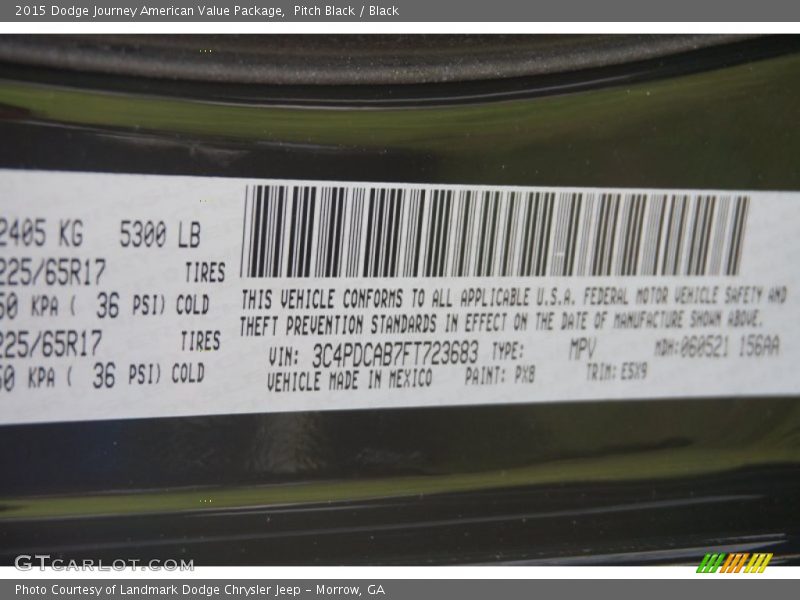 2015 Dodge Journey American Value Package, Pitch Black / Black
2405 KG 5300 LB
225/65R17 TIRES
50 KPA ( 36 PSI) COLD
225/65R17 TIRES
50 KPA ( 36 PSI) COLD
THIS VEHICLE CONFORMS TO ALL APPLICABLE U.S.A. FEDERAL MOTOR VEHICLE SAFETY AND
THEFT PREVENTION STANDARDS IN EFFECT ON THE DATE OF MANUFACTURE SHOWN ABOVE.
VIN: 3C4PDCAB7FT723683 TYPE: MPV MDH:060521 156AA
VEHICLE MADE IN MEXICO PAINT: PX8 TRIM: E5X9
GTCARLOT.COM
Photo Courtesy of Landmark Dodge Chrysler Jeep - Morrow, GA